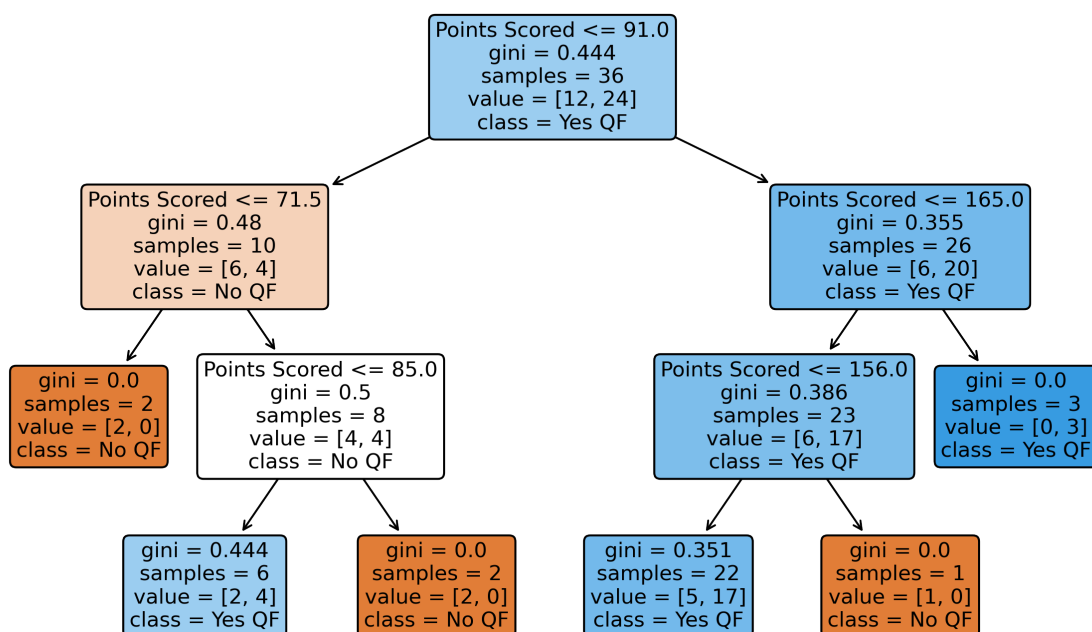 Points Scored <= 91.0
gini = 0.444
samples = 36
value = [12, 24]
class = Yes QF
Points Scored <= 71.5
gini = 0.48
samples = 10
value = [6, 4]
class = No QF
Points Scored <= 165.0
gini = 0.355
samples = 26
value = [6, 20]
class = Yes QF
gini = 0.0
samples = 2
value = [2, 0]
class = No QF
Points Scored <= 85.0
gini = 0.5
samples = 8
value = [4, 4]
class = No QF
Points Scored <= 156.0
gini = 0.386
samples = 23
value = [6, 17]
class = Yes QF
gini = 0.0
samples = 3
value = [0, 3]
class = Yes QF
gini = 0.444
samples = 6
value = [2, 4]
class = Yes QF
gini = 0.0
samples = 2
value = [2, 0]
class = No QF
gini = 0.351
samples = 22
value = [5, 17]
class = Yes QF
gini = 0.0
samples = 1
value = [1, 0]
class = No QF